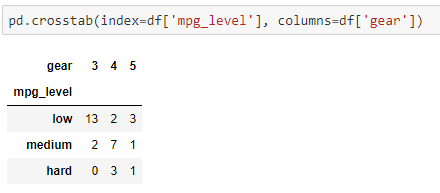 pd.crosstab(index=df['mpg_level'], columns=df['gear'])
gear 3 4 5
mpg_level
low 13 2 3
medium 2 7 1
hard 0 3 1